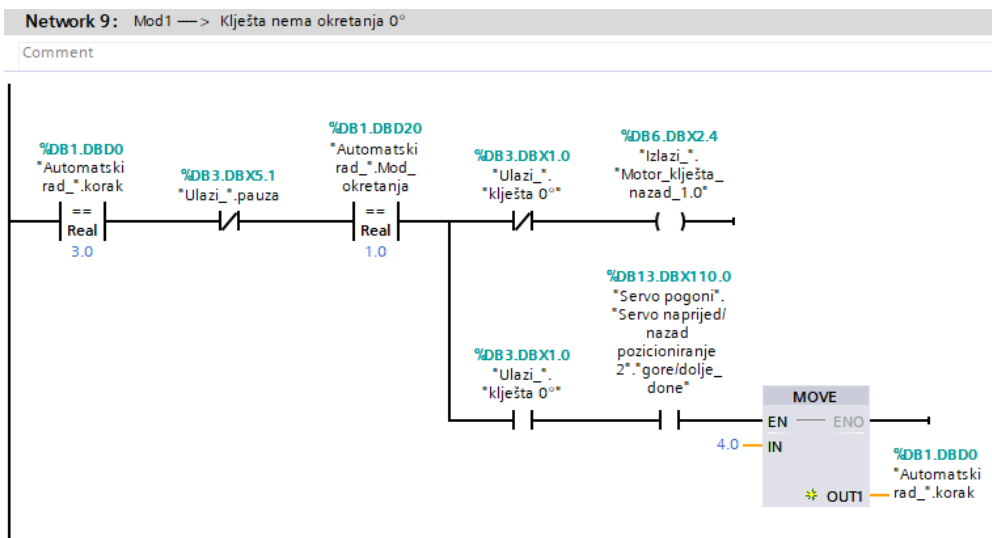 Network 9: Mod1 ----> Klješta nema okretanja 0°
Comment
%DB1.DBD0
"Automatski
rad_".korak
==
Real
3.0
%DB3.DBX5.1
"Ulazi_".pauza
%DB1.DBD20
"Automatski
rad_".Mod_
okretanja
==
Real
1.0
%DB3.DBX1.0
"Ulazi_".
"klješta 0°"
%DB6.DBX2.4
"Izlazi_".
"Motor_klješta_
nazad_1.0"
%DB3.DBX1.0
"Ulazi_".
"klješta 0°"
%DB13.DBX110.0
"Servo pogoni".
"Servo naprijed/
nazad
pozicioniranje
2"."gore/dolje_
done"
MOVE
EN ENO
4.0 IN
OUT1
%DB1.DBD0
"Automatski
rad_".korak